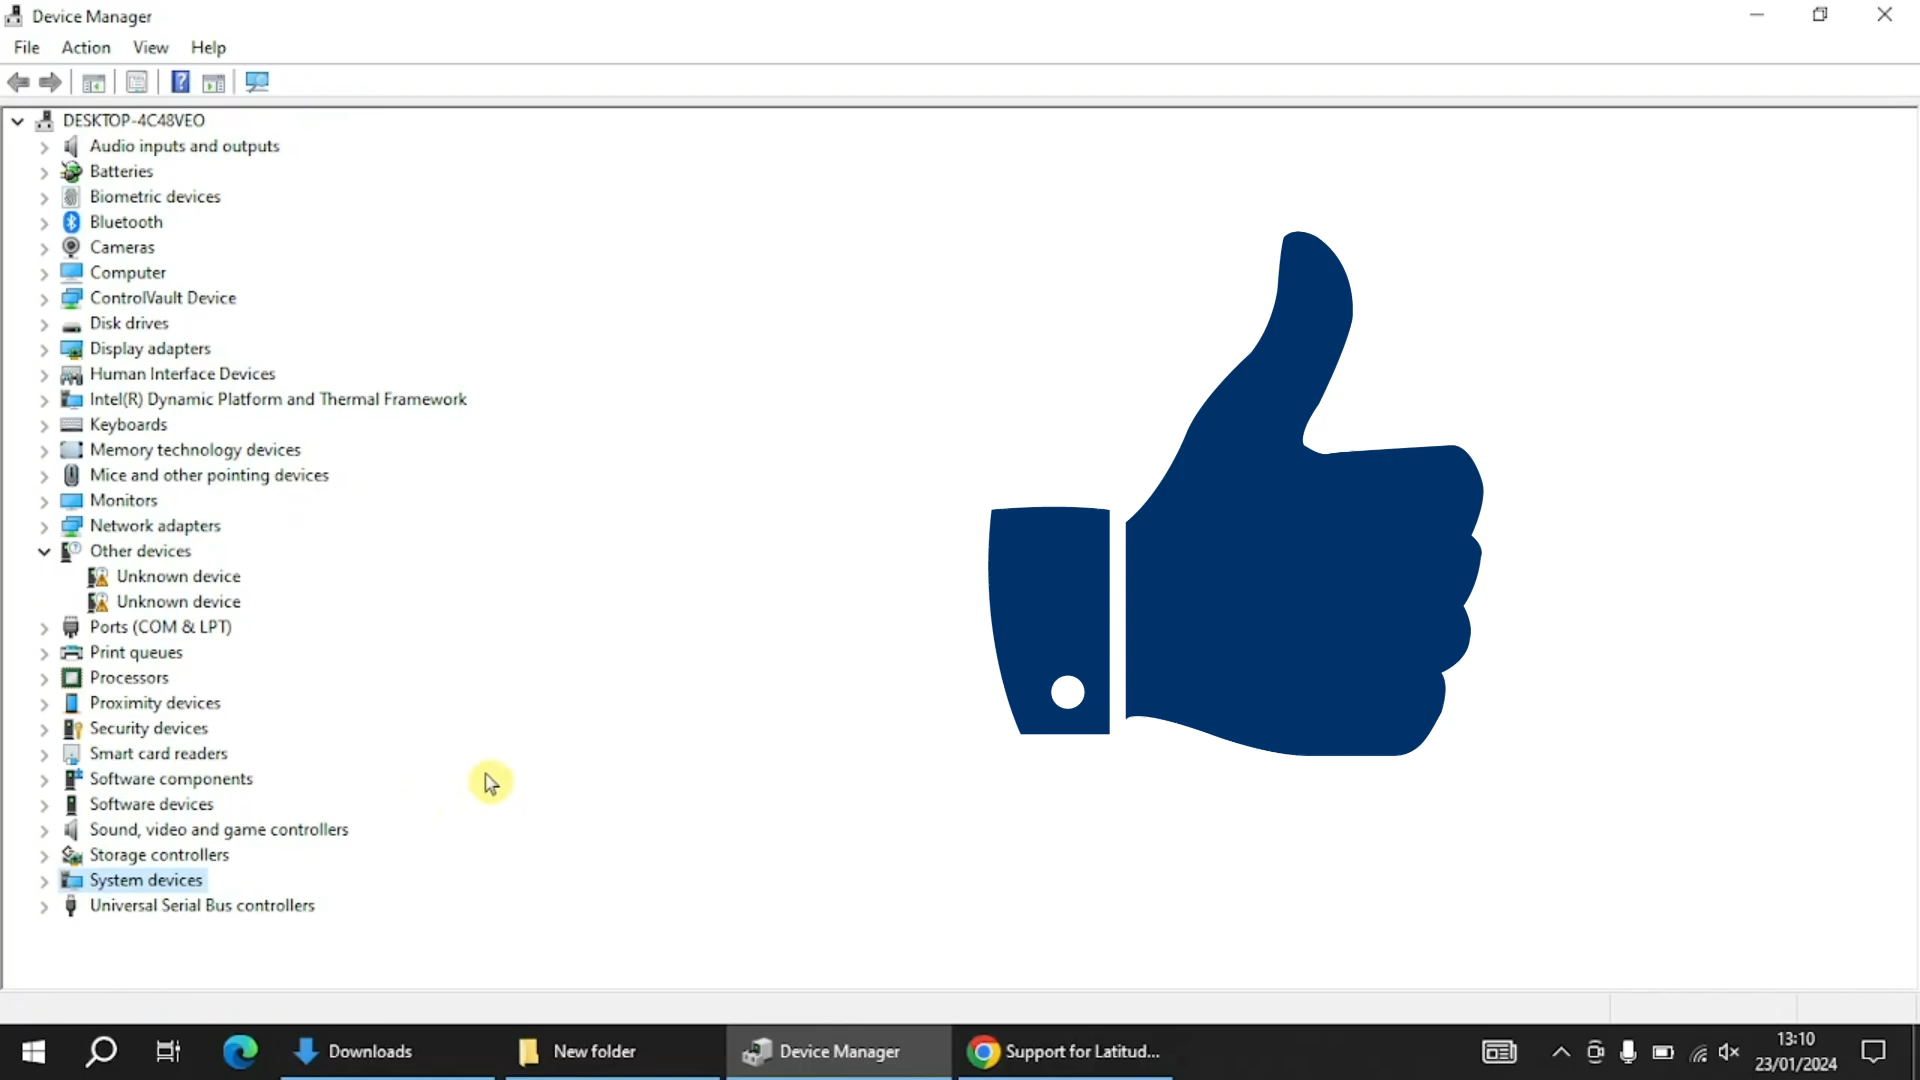 Device Manager
File Action View Help
DESKTOP-4C48VEO
Audio inputs and outputs
Batteries
Biometric devices
Bluetooth
Cameras
Computer
ControlVault Device
Disk drives
Display adapters
Human Interface Devices
Intel(R) Dynamic Platform and Thermal Framework
Keyboards
Memory technology devices
Mice and other pointing devices
Monitors
Network adapters
Other devices
Unknown device
Unknown device
Ports (COM & LPT)
Print queues
Processors
Proximity devices
Security devices
Smart card readers
Software components
Software devices
Sound, video and game controllers
Storage controllers
System devices
Universal Serial Bus controllers
Downloads New folder Device Manager Support for Latitud...
13:10
23/01/2024